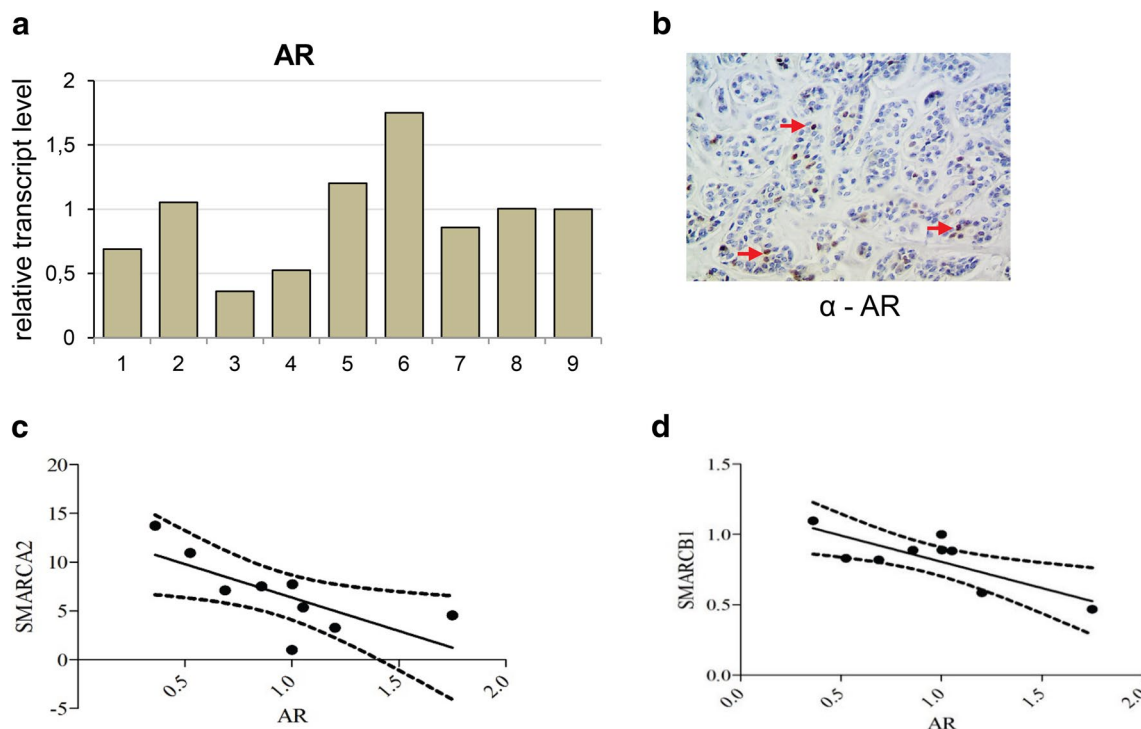 a
AR
relative transcript level
2
1,5
1
0,5
0
1 2 3 4 5 6 7 8 9
b
α - AR
c
SMARCA2
20
15
10
5
0
-5
0.5 1.0 1.5 2.0
AR
d
SMARCB1
1.5
1.0
0.5
0.0
0.0 0.5 1.0 1.5 2.0
AR